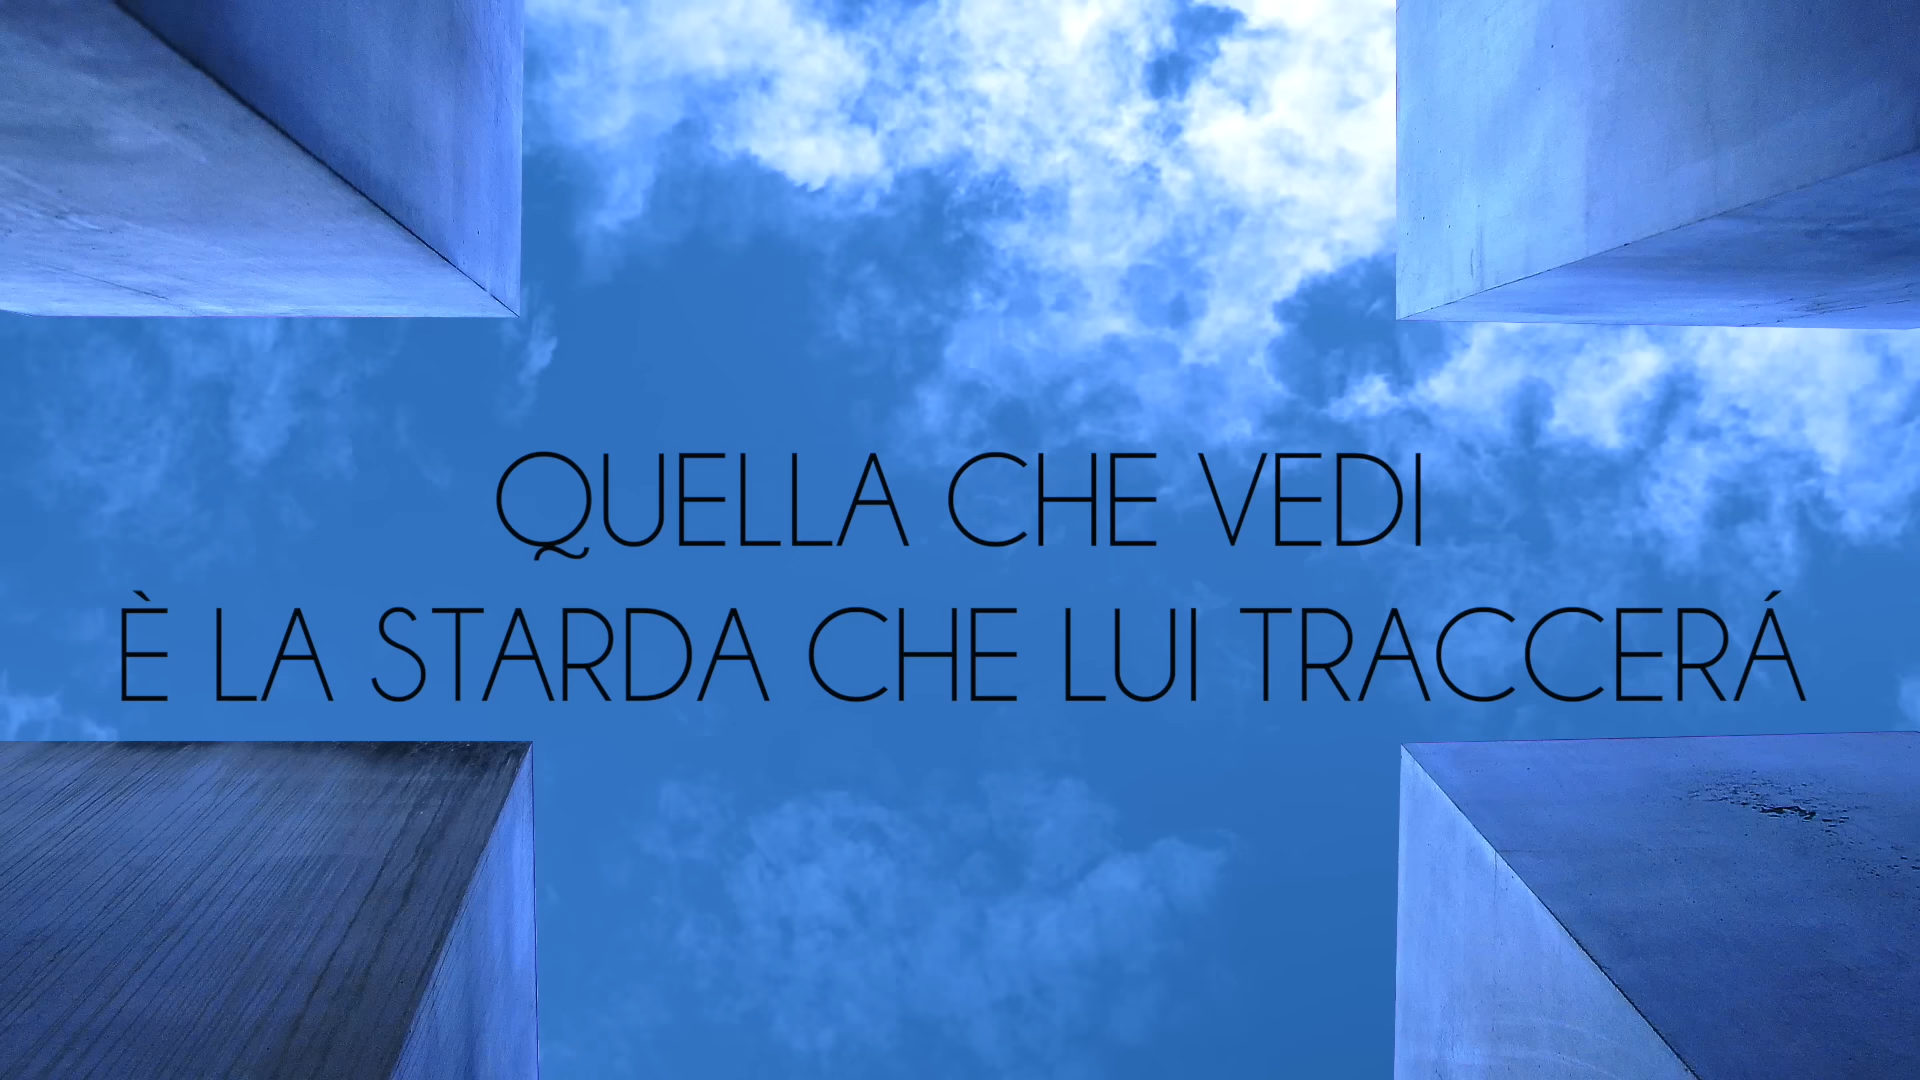 QUELLA CHE VEDI
È LA STARDA CHE LUI TRACCERÁ